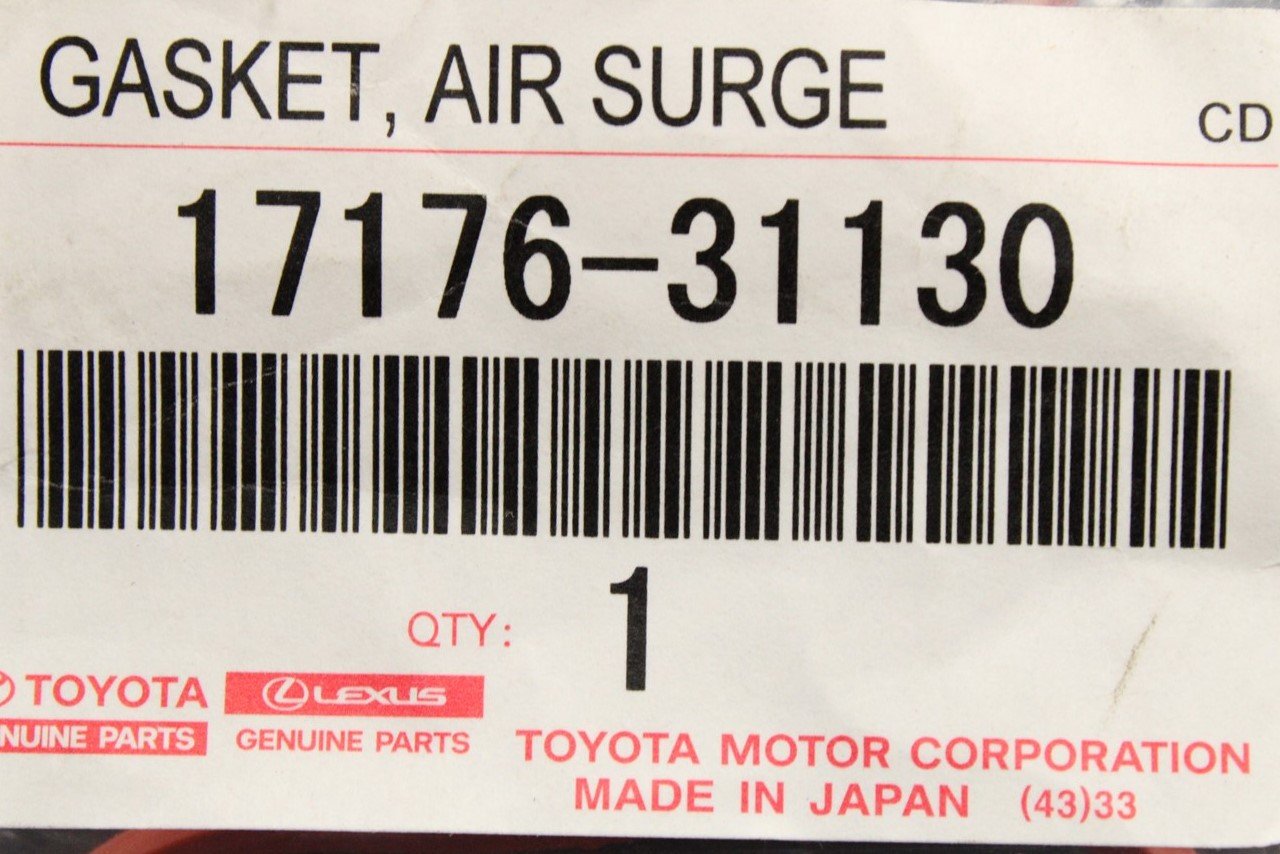 GASKET, AIR SURGE
CD
17176-31130
QTY: 1
TOYOTA
NUINE PARTS
LEXUS
GENUINE PARTS
TOYOTA MOTOR CORPORATION
MADE IN JAPAN (43)33